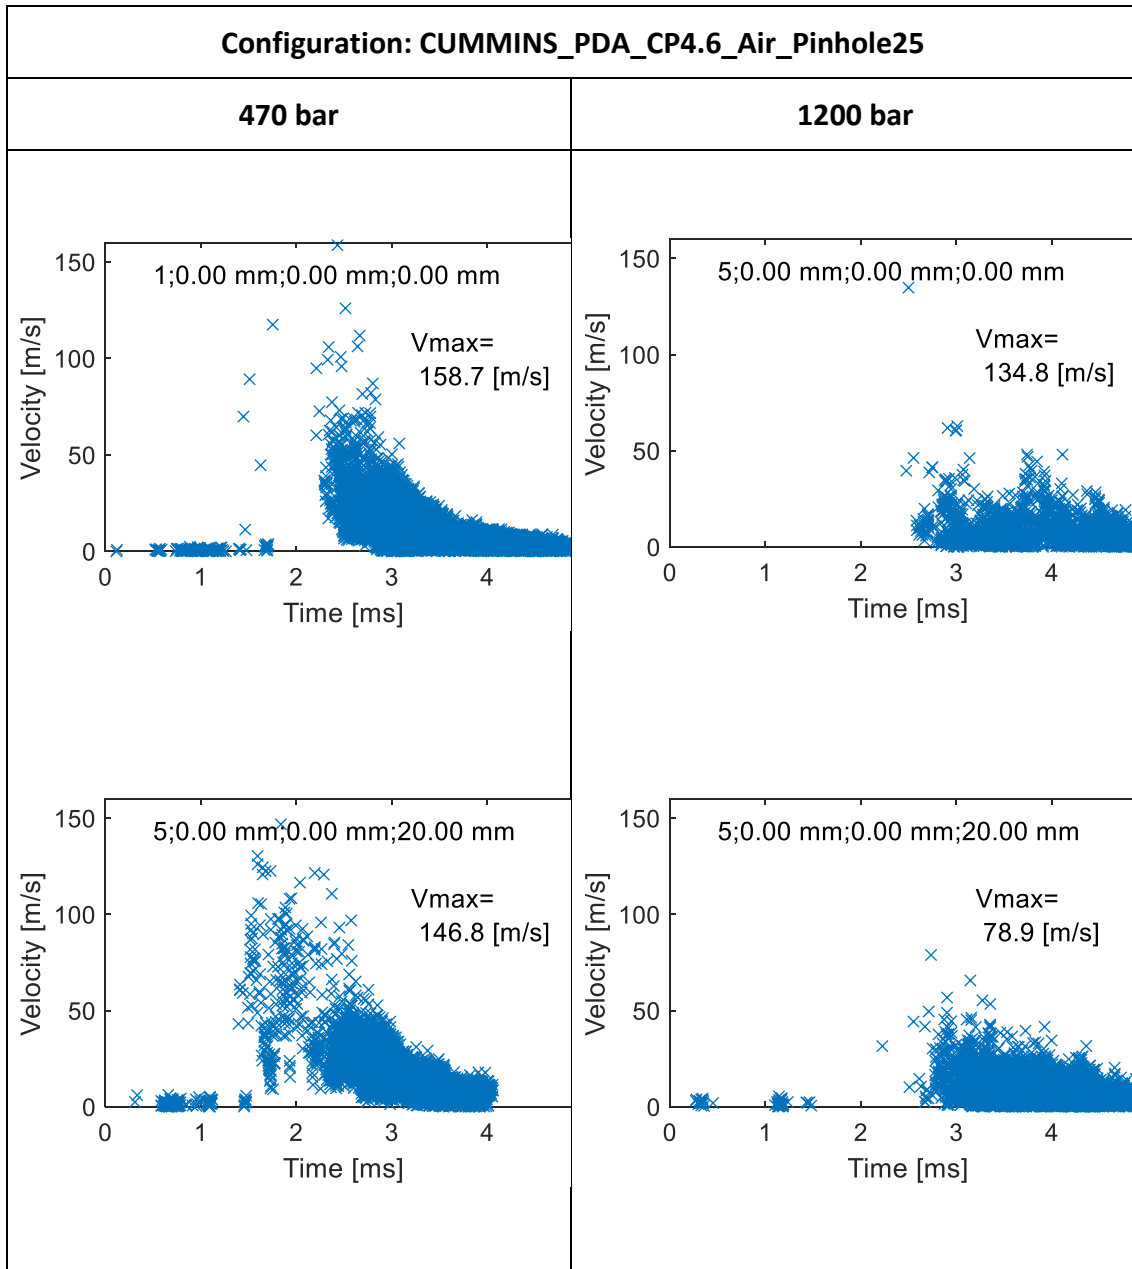 Configuration: CUMMINS_PDA_CP4.6_Air_Pinhole25
470 bar
1200 bar
1;0.00 mm;0.00 mm;0.00 mm
Vmax=
158.7 [m/s]
Velocity [m/s]
150
100
50
0
0 1 2 3 4
Time [ms]
5;0.00 mm;0.00 mm;0.00 mm
Vmax=
134.8 [m/s]
Velocity [m/s]
150
100
50
0
0 1 2 3 4
Time [ms]
5;0.00 mm;0.00 mm;20.00 mm
Vmax=
146.8 [m/s]
Velocity [m/s]
150
100
50
0
0 1 2 3 4
Time [ms]
5;0.00 mm;0.00 mm;20.00 mm
Vmax=
78.9 [m/s]
Velocity [m/s]
150
100
50
0
0 1 2 3 4
Time [ms]